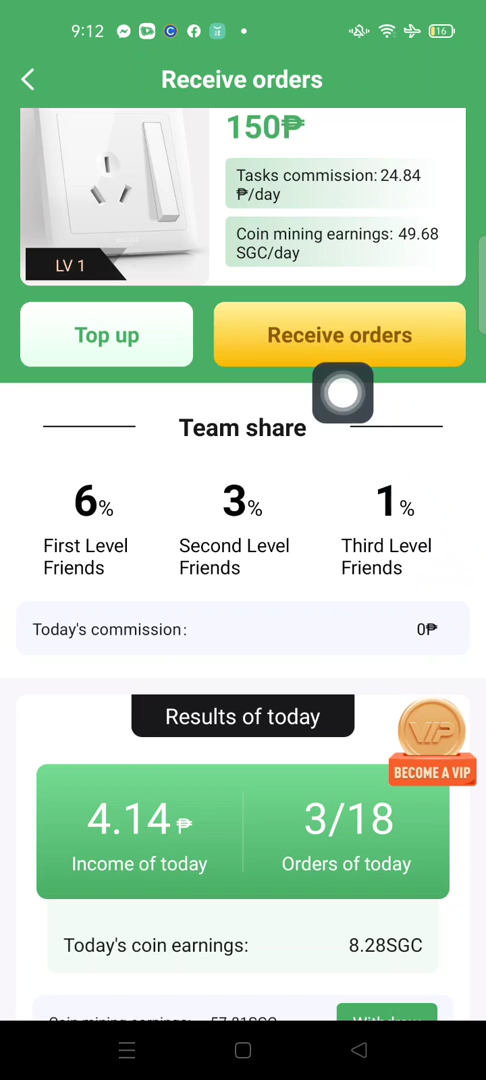 9:12
16
Receive orders
150₱
Tasks commission: 24.84
₱/day
Coin mining earnings: 49.68
SGC/day
LV 1
Top up
Receive orders
Team share
6%
3%
1%
First Level
Friends
Second Level
Friends
Third Level
Friends
Today's commission:
0₱
Results of today
VIP
BECOME A VIP
4.14 ₱
3/18
Income of today
Orders of today
Today's coin earnings:
8.28SGC